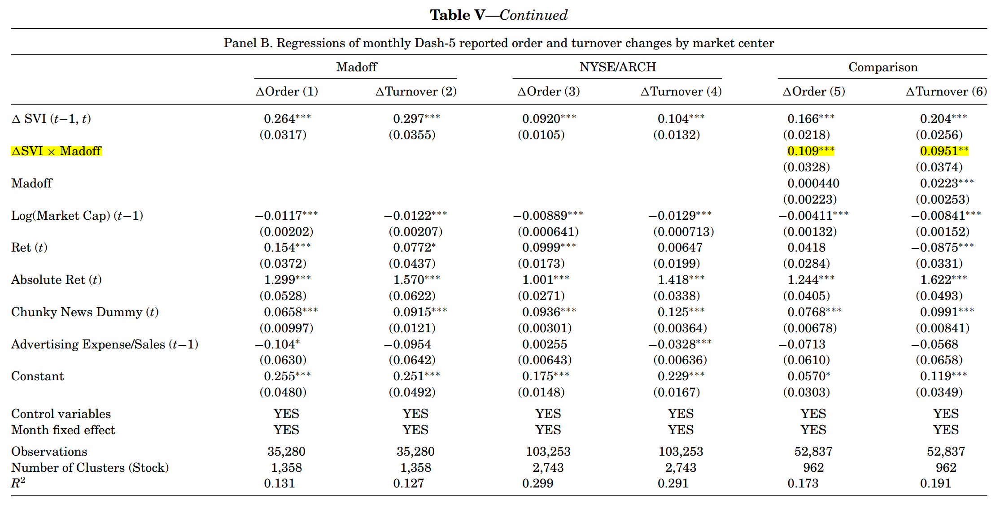 Table V—Continued
Panel B. Regressions of monthly Dash-5 reported order and turnover changes by market center
Madoff NYSE/ARCH Comparison
△Order (1) △Turnover (2) △Order (3) △Turnover (4) △Order (5) △Turnover (6)
△ SVI (t−1, t) 0.264*** 0.297*** 0.0920*** 0.104*** 0.166*** 0.204***
(0.0317) (0.0355) (0.0105) (0.0132) (0.0218) (0.0256)
△SVI × Madoff 0.109*** 0.0951**
(0.0328) (0.0374)
Madoff 0.000440 0.0223***
(0.00223) (0.00253)
Log(Market Cap) (t−1) −0.0117*** −0.0122*** −0.00889*** −0.0129*** −0.00411*** −0.00841***
(0.00202) (0.00207) (0.000641) (0.000713) (0.00132) (0.00152)
Ret (t) 0.154*** 0.0772* 0.0999*** 0.00647 0.0418 −0.0875***
(0.0372) (0.0437) (0.0173) (0.0199) (0.0284) (0.0331)
Absolute Ret (t) 1.299*** 1.570*** 1.001*** 1.418*** 1.244*** 1.622***
(0.0528) (0.0622) (0.0271) (0.0338) (0.0405) (0.0493)
Chunky News Dummy (t) 0.0658*** 0.0915*** 0.0936*** 0.125*** 0.0768*** 0.0991***
(0.00997) (0.0121) (0.00301) (0.00364) (0.00678) (0.00841)
Advertising Expense/Sales (t−1) −0.104* −0.0954 0.00255 −0.0328*** −0.0713 −0.0568
(0.0630) (0.0642) (0.00643) (0.00636) (0.0610) (0.0658)
Constant 0.255*** 0.251*** 0.175*** 0.229*** 0.0570* 0.119***
(0.0480) (0.0492) (0.0148) (0.0167) (0.0303) (0.0349)
Control variables YES YES YES YES YES YES
Month fixed effect YES YES YES YES YES YES
Observations 35,280 35,280 103,253 103,253 52,837 52,837
Number of Clusters (Stock) 1,358 1,358 2,743 2,743 962 962
R² 0.131 0.127 0.299 0.291 0.173 0.191